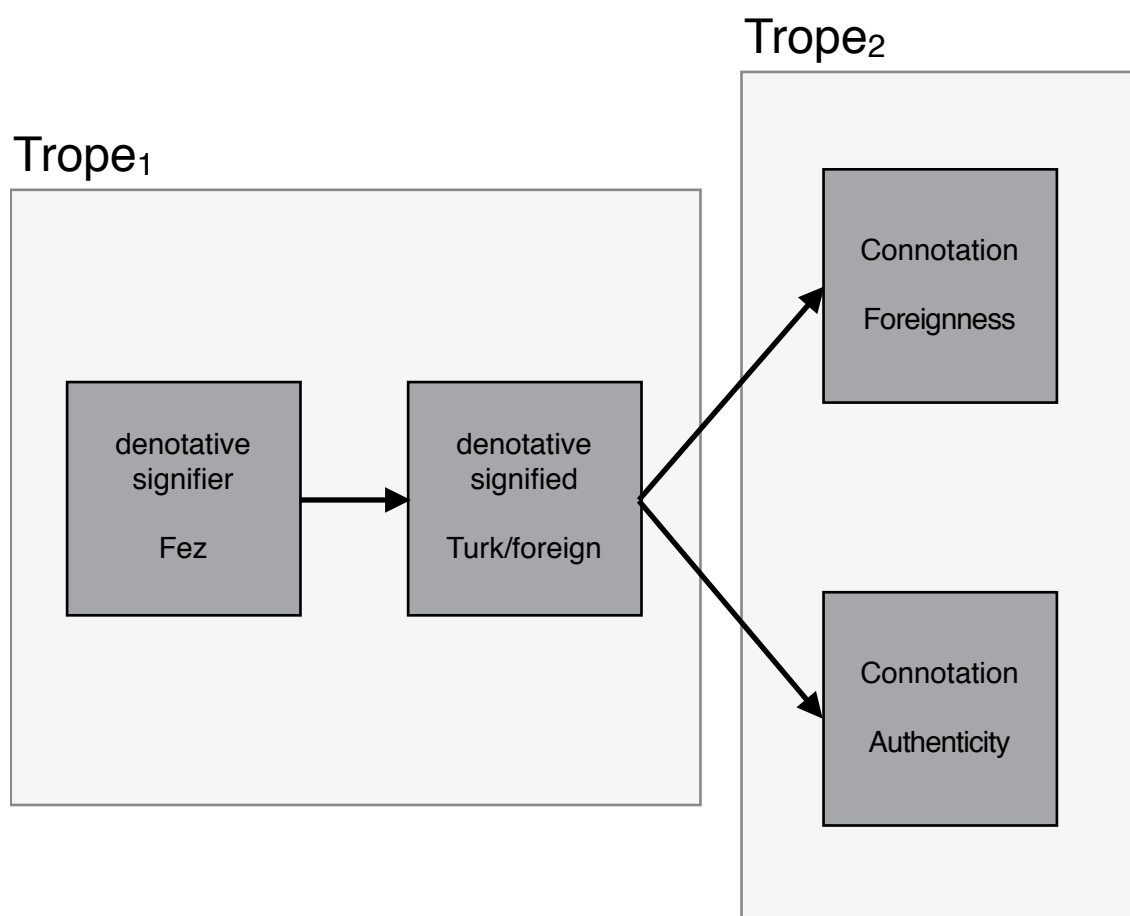 Trope₂
Trope₁
Connotation
Foreignness
denotative
signifier
Fez
denotative
signified
Turk/foreign
Connotation
Authenticity